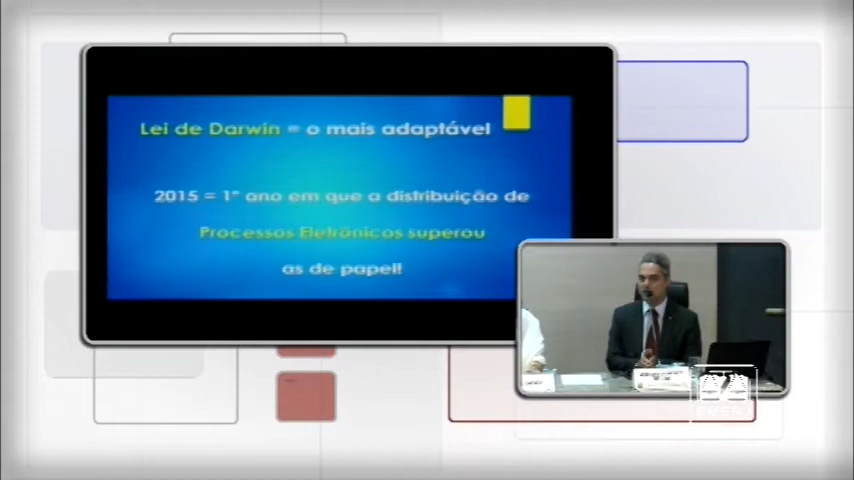 Lei de Darwin = o mais adaptável
2015 = 1º ano em que a distribuição de
Processos Eletrônicos superou
as de papel!